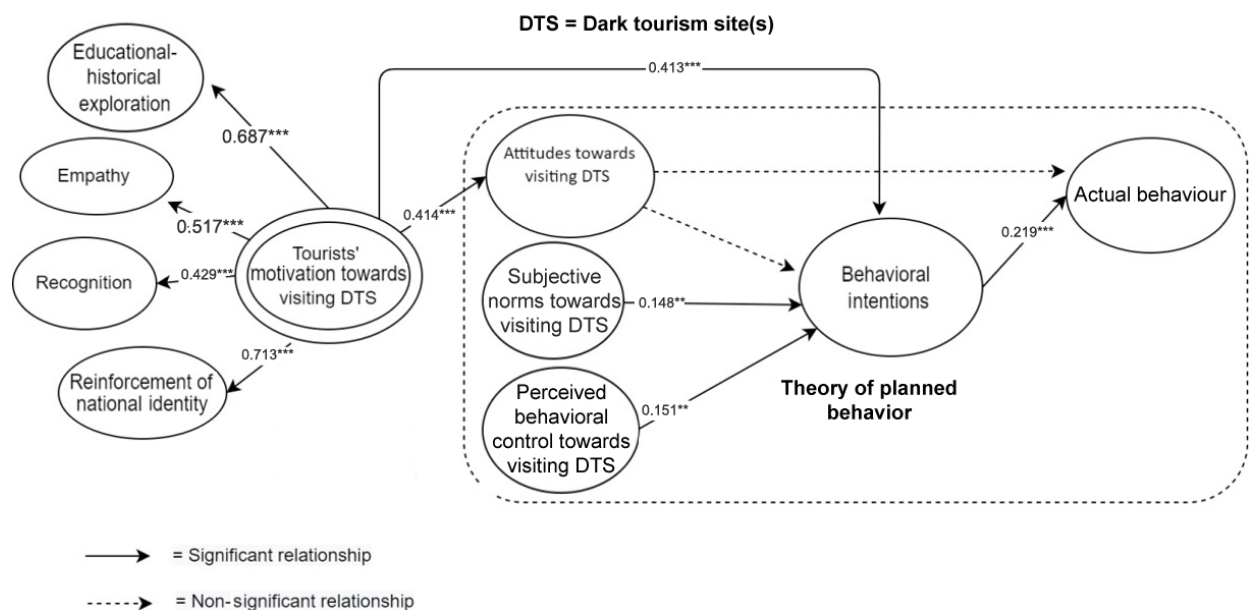 DTS = Dark tourism site(s)
Educational-
historical
exploration
0.413***
0.687***
Attitudes towards
visiting DTS
Empathy
Actual behaviour
0.517***
0.414***
0.219***
Tourists'
motivation towards
visiting DTS
Recognition
0.429***
Subjective
norms towards
visiting DTS
0.148**
Behavioral
intentions
0.713***
Reinforcement of
national identity
Perceived
behavioral
control towards
visiting DTS
0.151**
Theory of planned
behavior
= Significant relationship
= Non-significant relationship